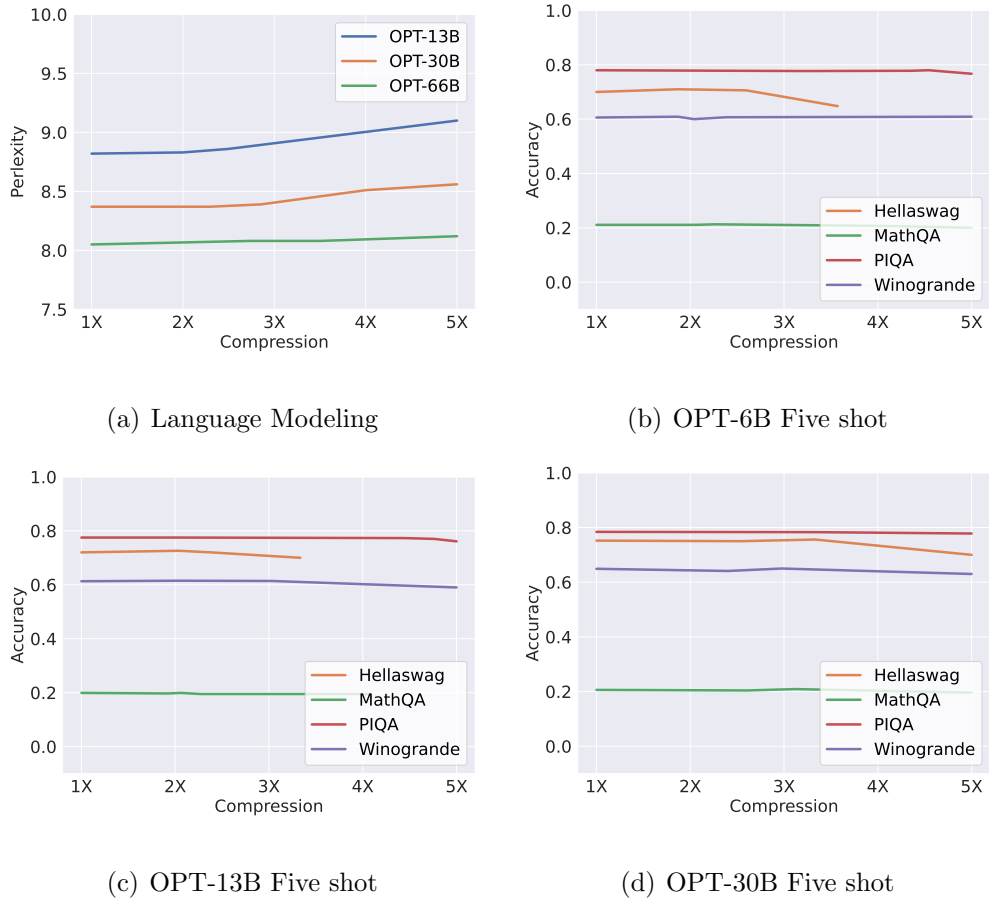 10.0
9.5
9.0
8.5
8.0
7.5
Perlexity
1X 2X 3X 4X 5X
Compression
OPT-13B
OPT-30B
OPT-66B
(a) Language Modeling
1.0
0.8
0.6
0.4
0.2
0.0
Accuracy
1X 2X 3X 4X 5X
Compression
Hellaswag
MathQA
PIQA
Winogrande
(b) OPT-6B Five shot
1.0
0.8
0.6
0.4
0.2
0.0
Accuracy
1X 2X 3X 4X 5X
Compression
Hellaswag
MathQA
PIQA
Winogrande
(c) OPT-13B Five shot
1.0
0.8
0.6
0.4
0.2
0.0
Accuracy
1X 2X 3X 4X 5X
Compression
Hellaswag
MathQA
PIQA
Winogrande
(d) OPT-30B Five shot